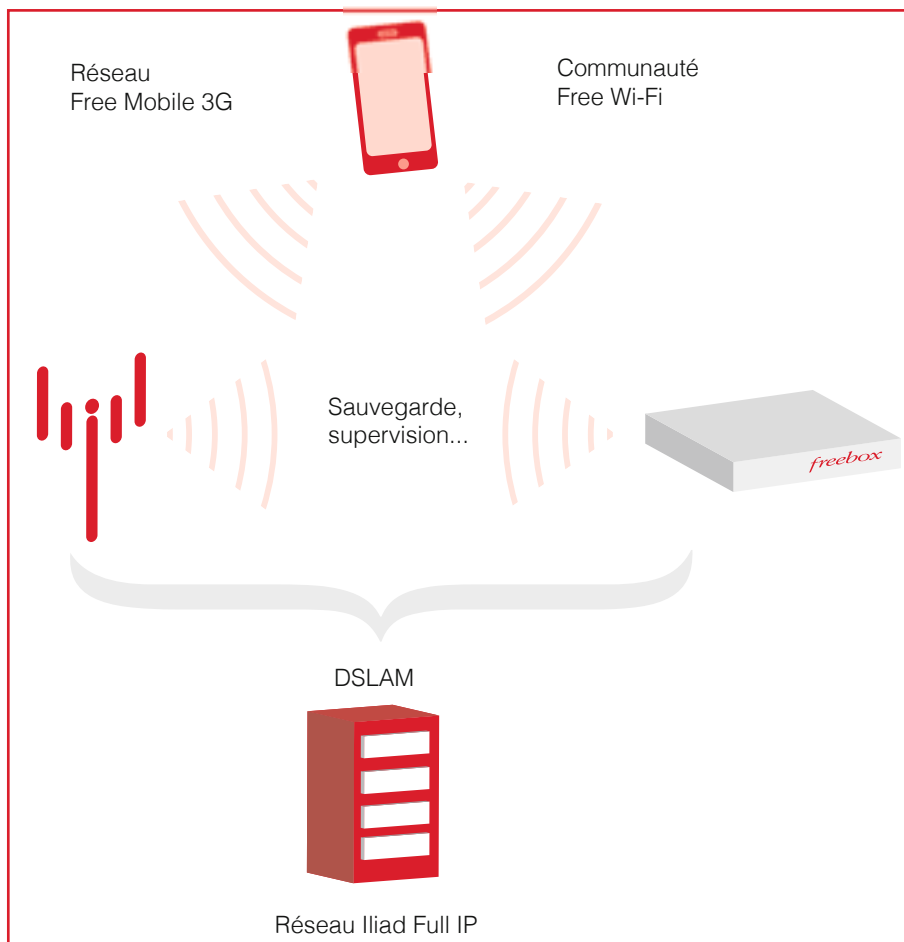 Réseau
Free Mobile 3G
Communauté
Free Wi-Fi
Sauvegarde,
supervision...
freebox
DSLAM
Réseau Iliad Full IP